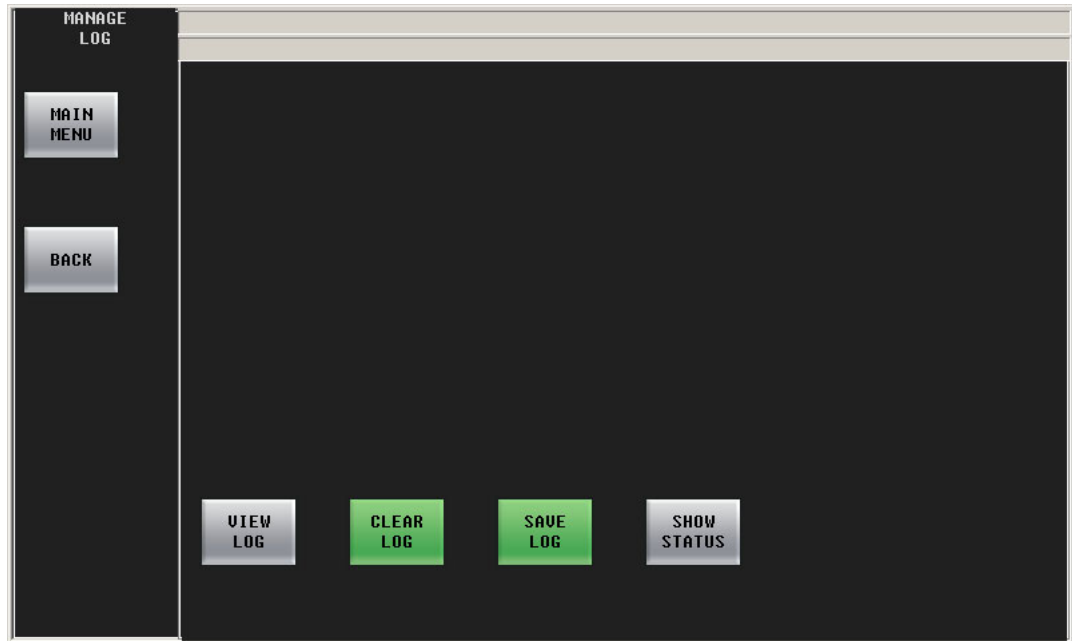 MANAGE
LOG
MAIN
MENU
BACK
VIEW
LOG
CLEAR
LOG
SAVE
LOG
SHOW
STATUS